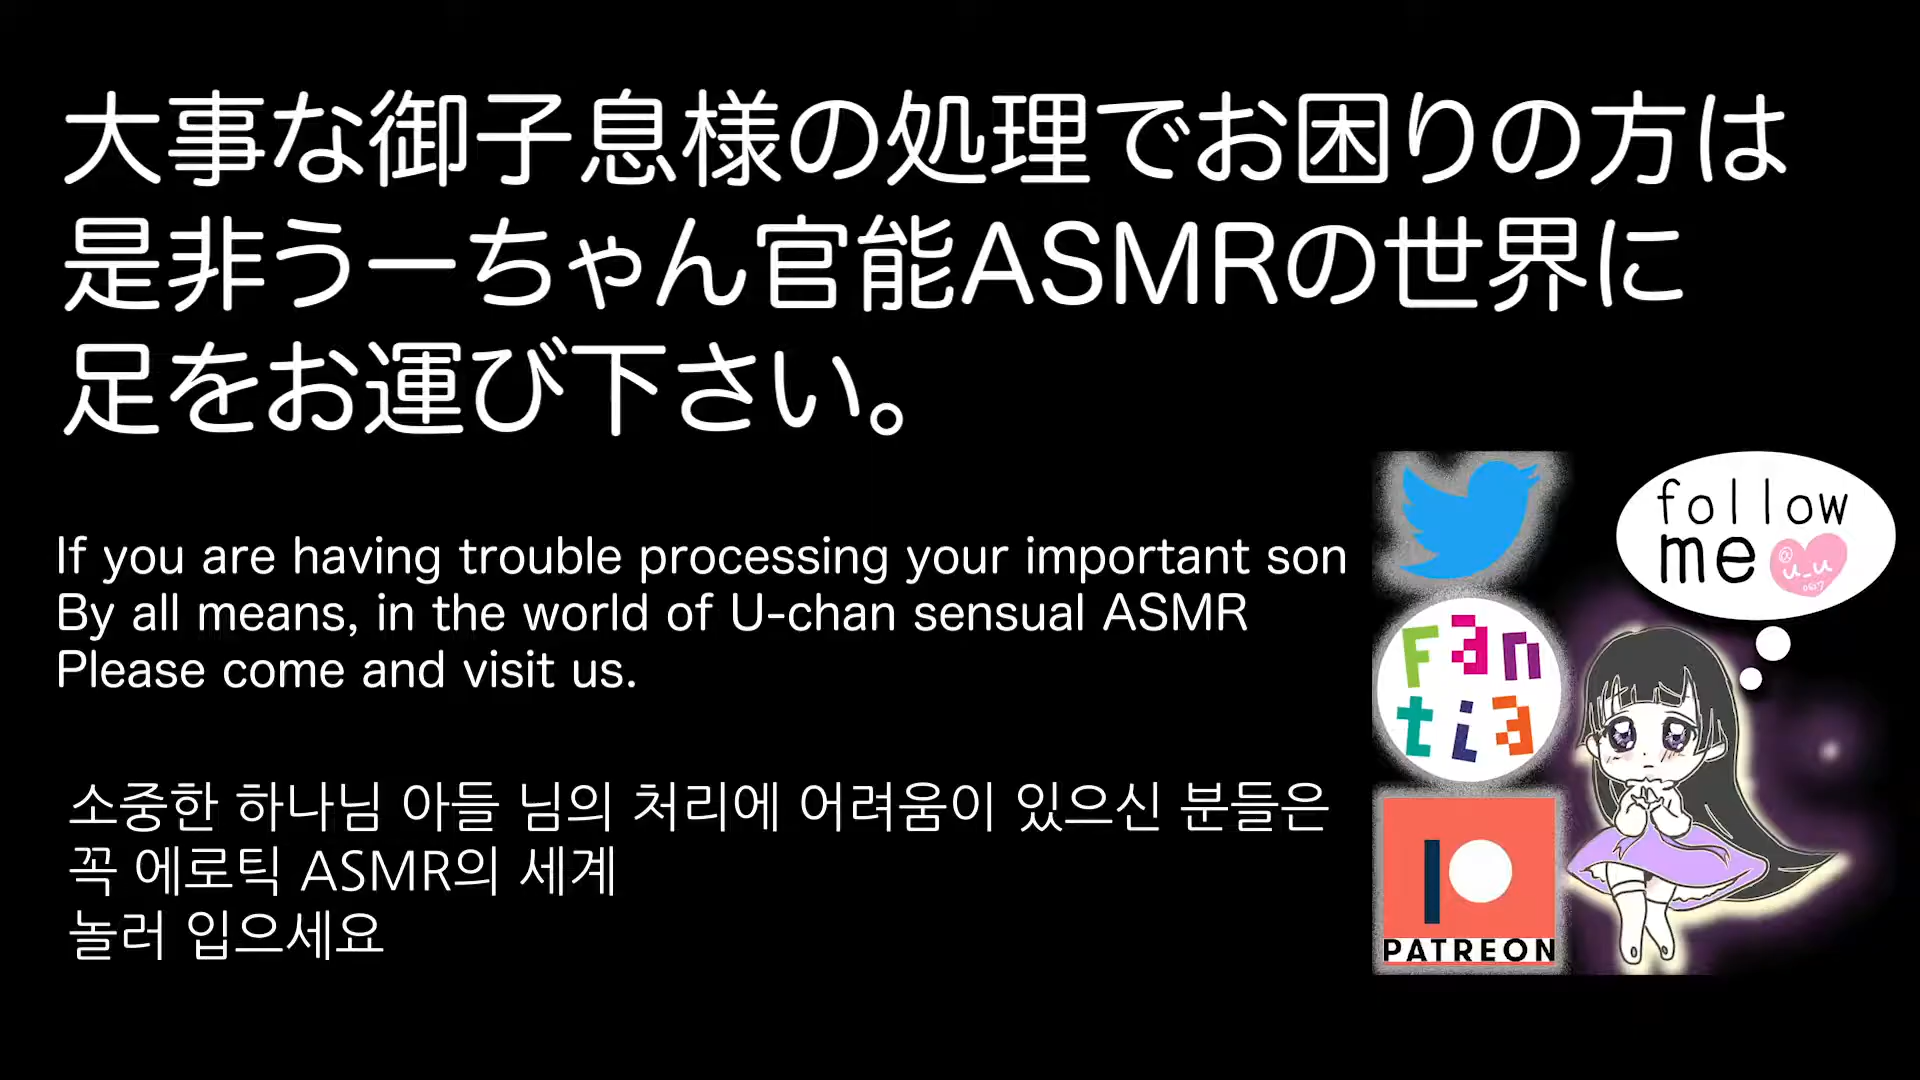 大事な御子息様の処理でお困りの方は
是非うーちゃん官能ASMRの世界に
足をお運び下さい。
If you are having trouble processing your important son
By all means, in the world of U-chan sensual ASMR
Please come and visit us.
소중한 하나님 아들 님의 처리에 어려움이 있으신 분들은
꼭 에로틱 ASMR의 세계
놀러 입으세요
follow
me
@
u_u
Fan
tia
PATREON